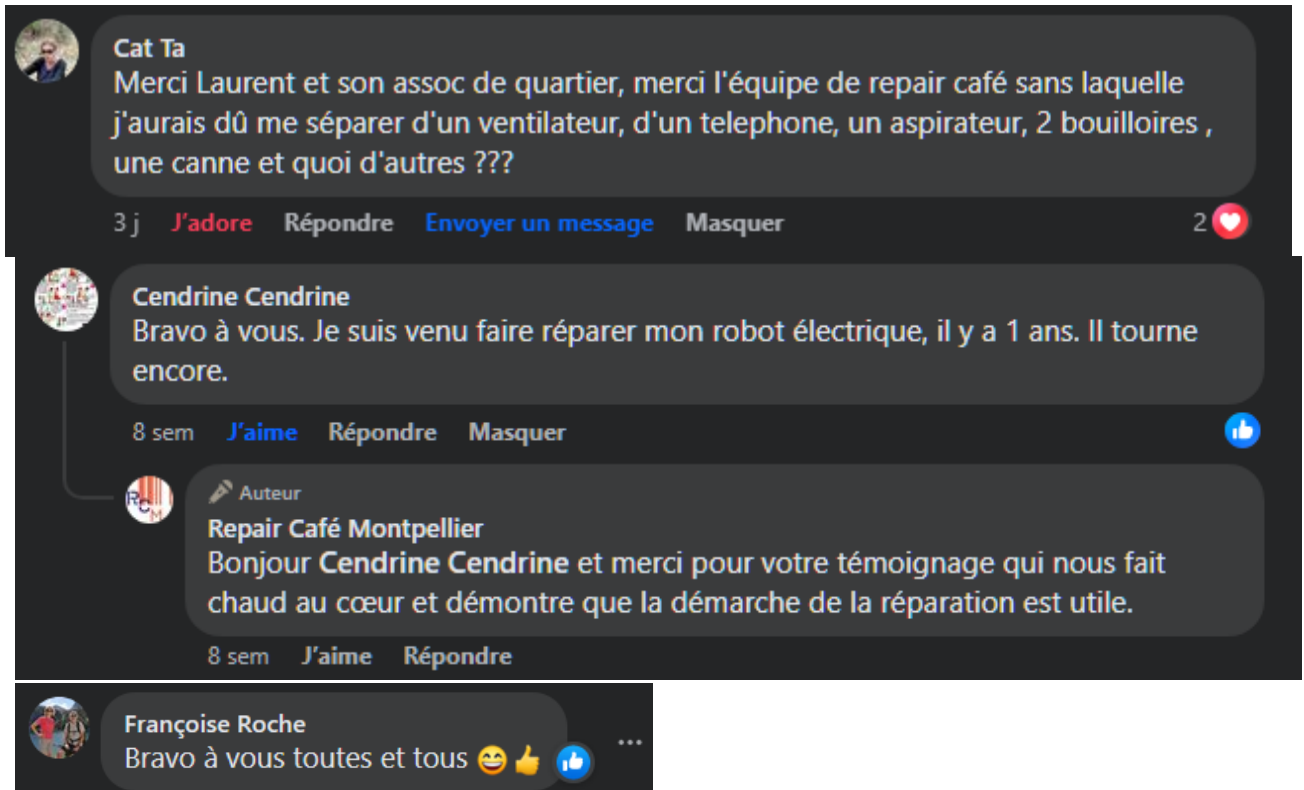 Cat Ta
Merci Laurent et son assoc de quartier, merci l'équipe de repair café sans laquelle
j'aurais dû me séparer d'un ventilateur, d'un telephone, un aspirateur, 2 bouilloires ,
une canne et quoi d'autres ???
3 j J'adore Répondre Envoyer un message Masquer 2
Cendrine Cendrine
Bravo à vous. Je suis venu faire réparer mon robot électrique, il y a 1 ans. Il tourne
encore.
8 sem J'aime Répondre Masquer
Auteur
RCM
Repair Café Montpellier
Bonjour Cendrine Cendrine et merci pour votre témoignage qui nous fait
chaud au cœur et démontre que la démarche de la réparation est utile.
8 sem J'aime Répondre
Françoise Roche
Bravo à vous toutes et tous 😄👍